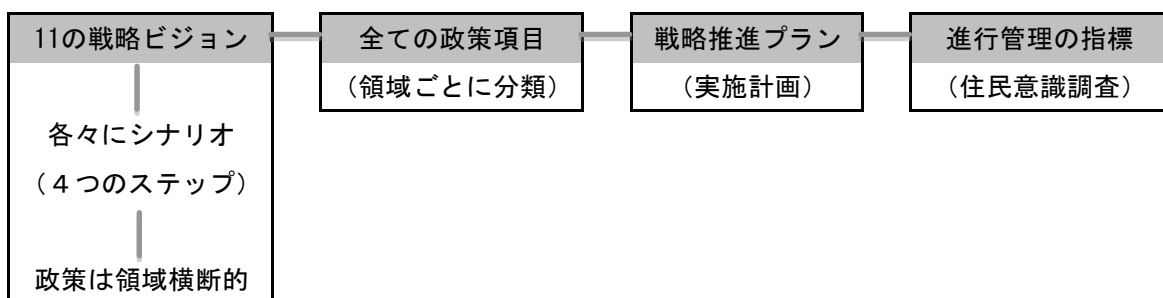 11の戦略ビジョン
各々にシナリオ
（４つのステップ）
政策は領域横断的
全ての政策項目
（領域ごとに分類）
戦略推進プラン
（実施計画）
進行管理の指標
（住民意識調査）